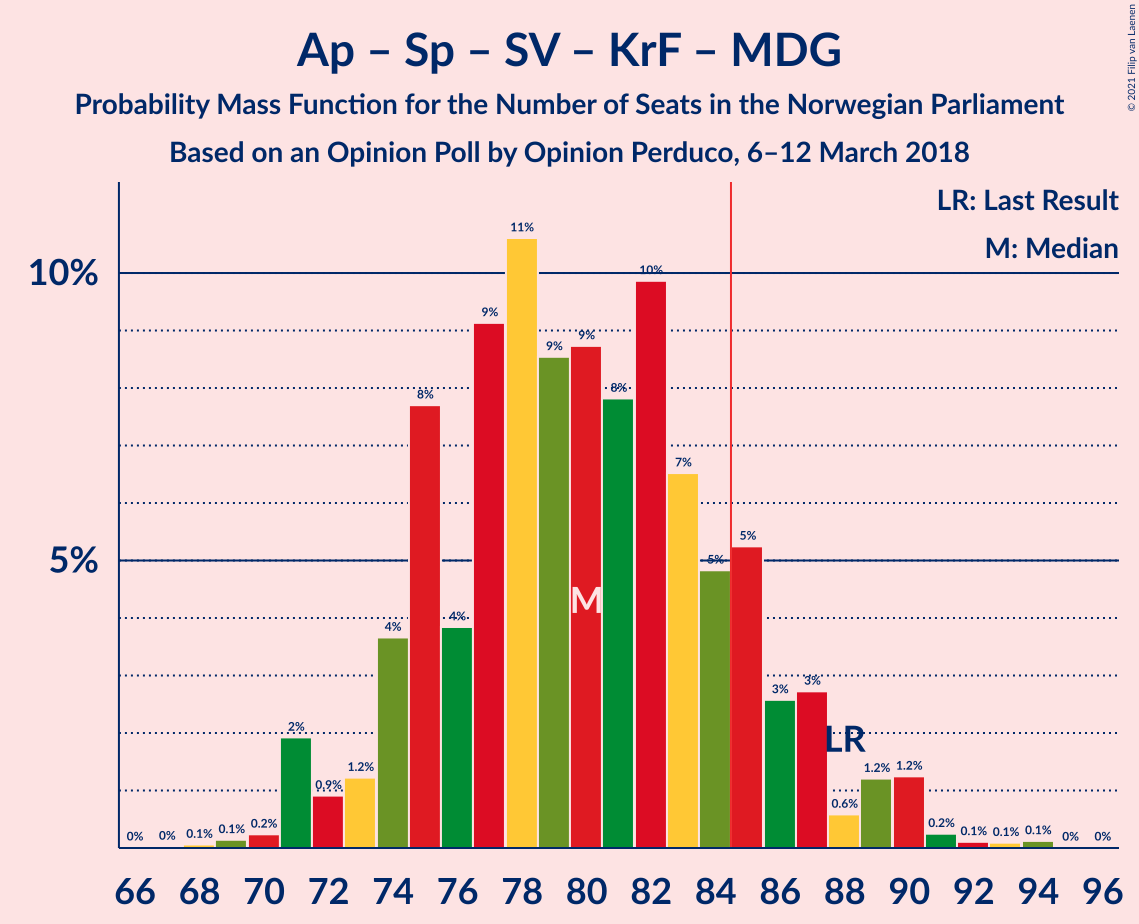 Ap – Sp – SV – KrF – MDG
Probability Mass Function for the Number of Seats in the Norwegian Parliament
Based on an Opinion Poll by Opinion Perduco, 6–12 March 2018
© 2021 Filip van Laenen
LR: Last Result
M: Median
10%
5%
0% 0% 0.1% 0.1% 0.2% 2% 0.9% 1.2% 4% 8% 4% 9% 11% 9% 9% 8% 10% 7% 5% 5% 3% 3% 0.6% 1.2% 1.2% 0.2% 0.1% 0.1% 0.1% 0% 0%
M
LR
66 68 70 72 74 76 78 80 82 84 86 88 90 92 94 96